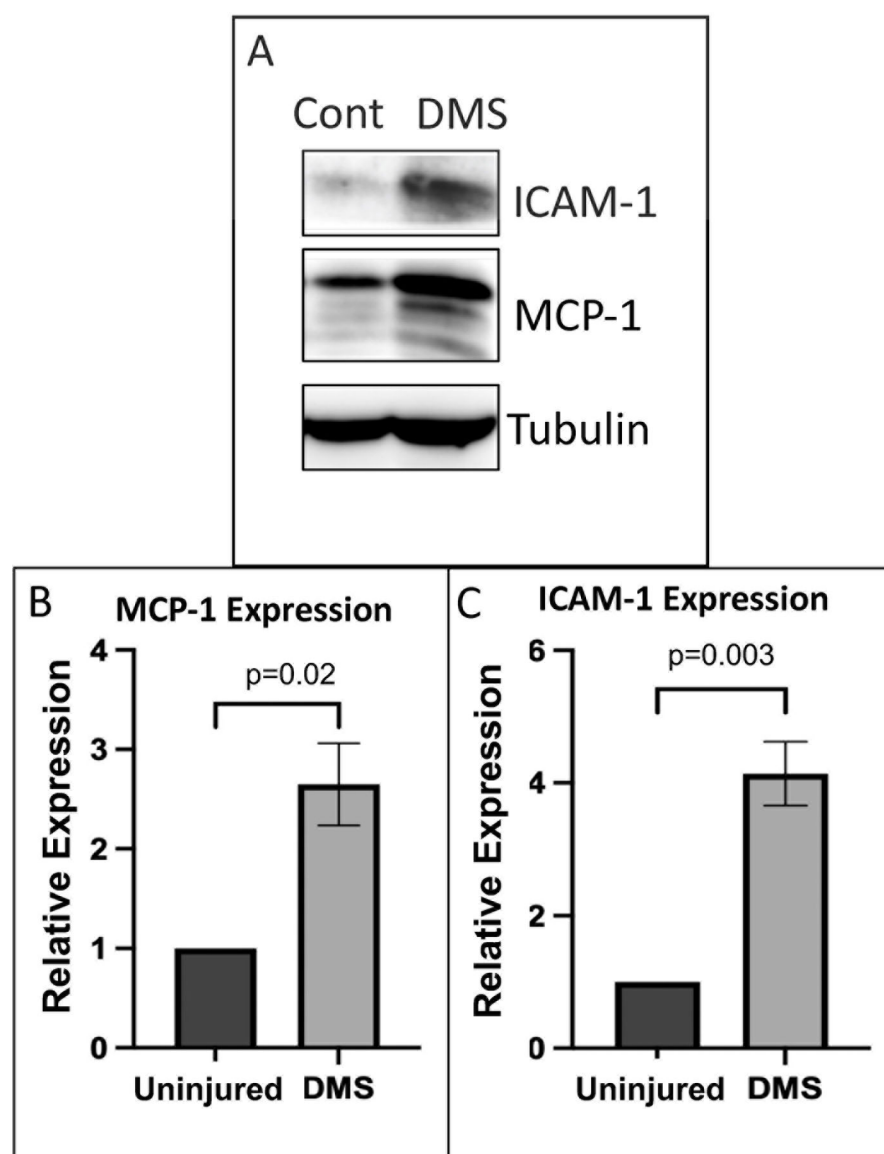 A
Cont DMS
ICAM-1
MCP-1
Tubulin
B
MCP-1 Expression
Relative Expression
4
3
2
1
0
p=0.02
Uninjured DMS
C
ICAM-1 Expression
Relative Expression
6
4
2
0
p=0.003
Uninjured DMS